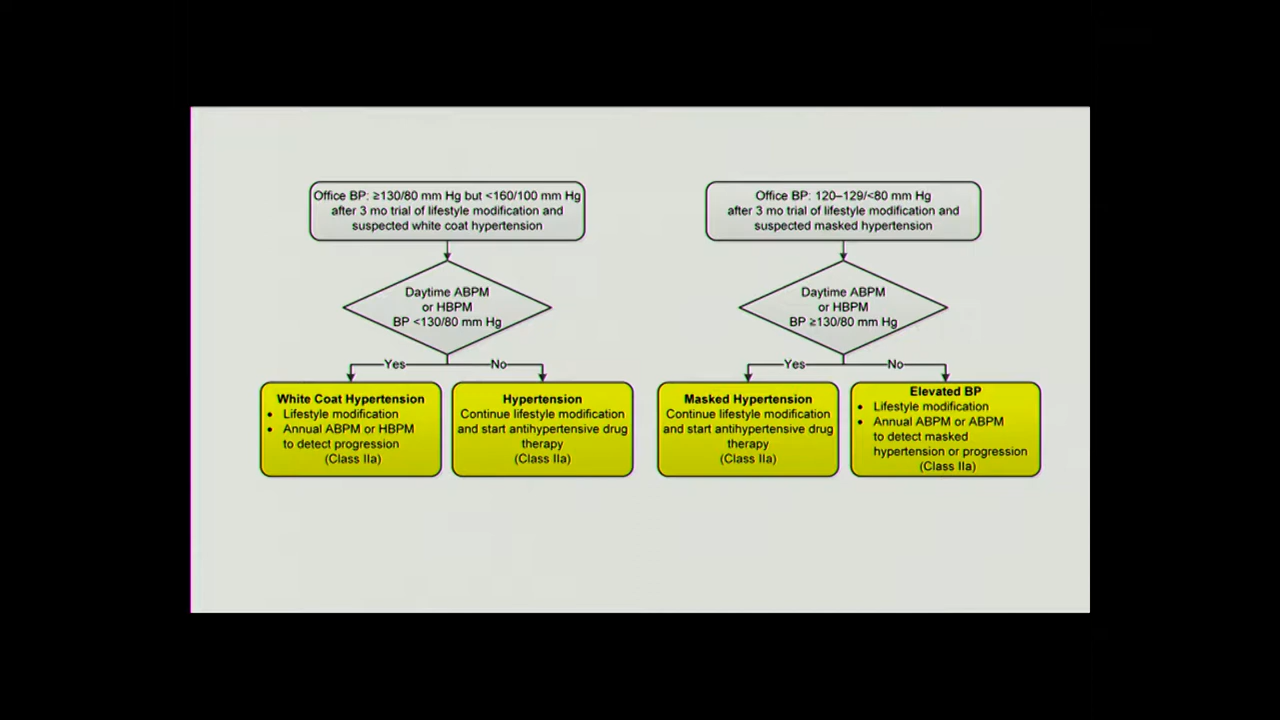 Office BP: ≥130/80 mm Hg but <160/100 mm Hg
after 3 mo trial of lifestyle modification and
suspected white coat hypertension
Daytime ABPM
or HBPM
BP <130/80 mm Hg
Yes
No
White Coat Hypertension
• Lifestyle modification
• Annual ABPM or HBPM
to detect progression
(Class IIa)
Hypertension
Continue lifestyle modification
and start antihypertensive drug
therapy
(Class IIa)
Office BP: 120–129/<80 mm Hg
after 3 mo trial of lifestyle modification and
suspected masked hypertension
Daytime ABPM
or HBPM
BP ≥130/80 mm Hg
Yes
No
Masked Hypertension
Continue lifestyle modification
and start antihypertensive drug
therapy
(Class IIa)
Elevated BP
• Lifestyle modification
• Annual ABPM or ABPM
to detect masked
hypertension or progression
(Class IIa)